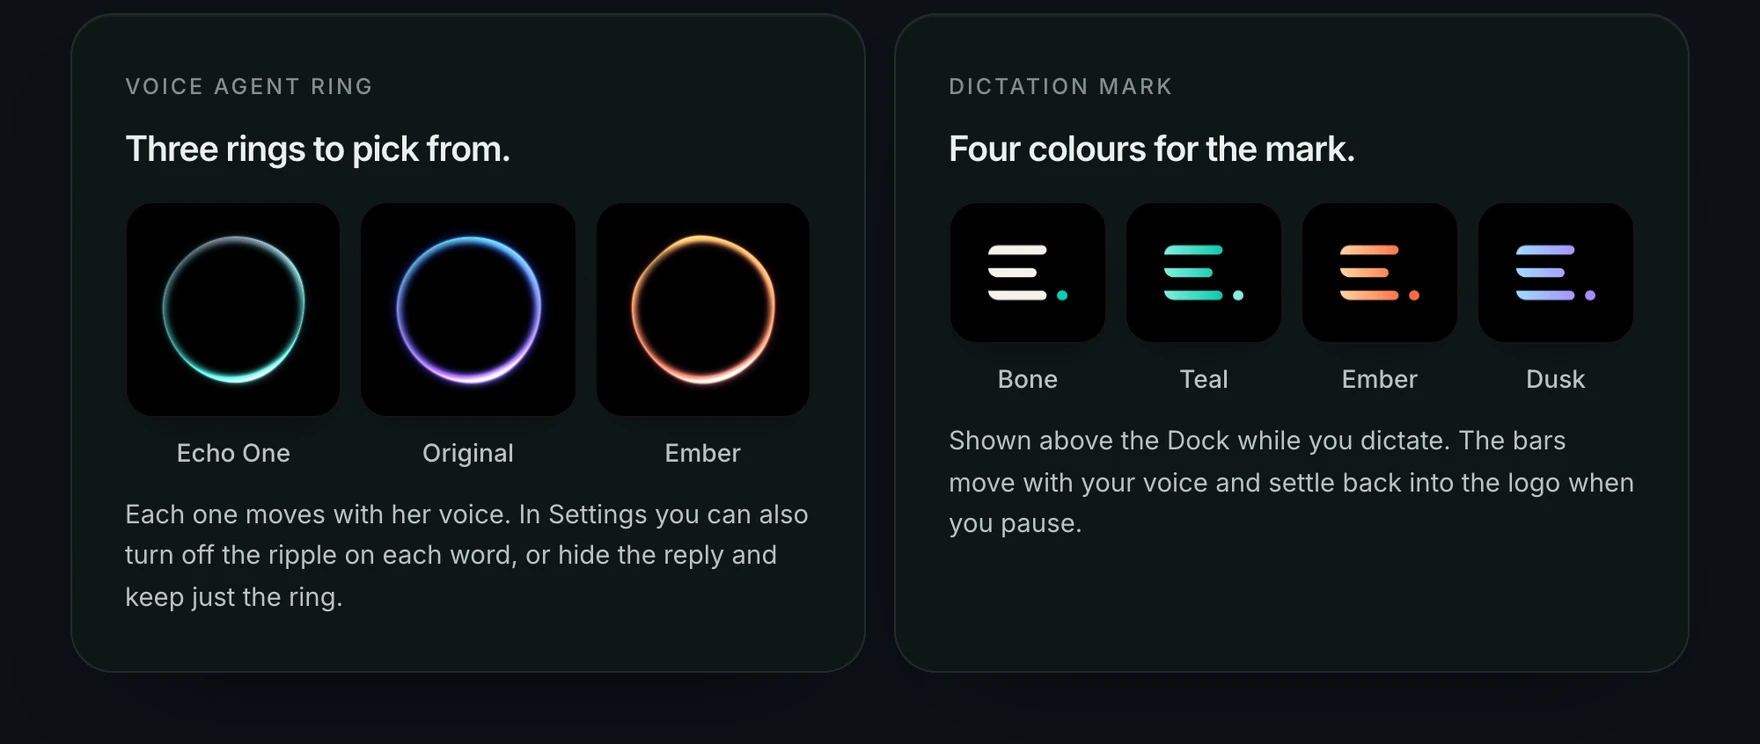 VOICE AGENT RING
Three rings to pick from.
Echo One
Original
Ember
Each one moves with her voice. In Settings you can also
turn off the ripple on each word, or hide the reply and
keep just the ring.
DICTATION MARK
Four colours for the mark.
Bone
Teal
Ember
Dusk
Shown above the Dock while you dictate. The bars
move with your voice and settle back into the logo when
you pause.